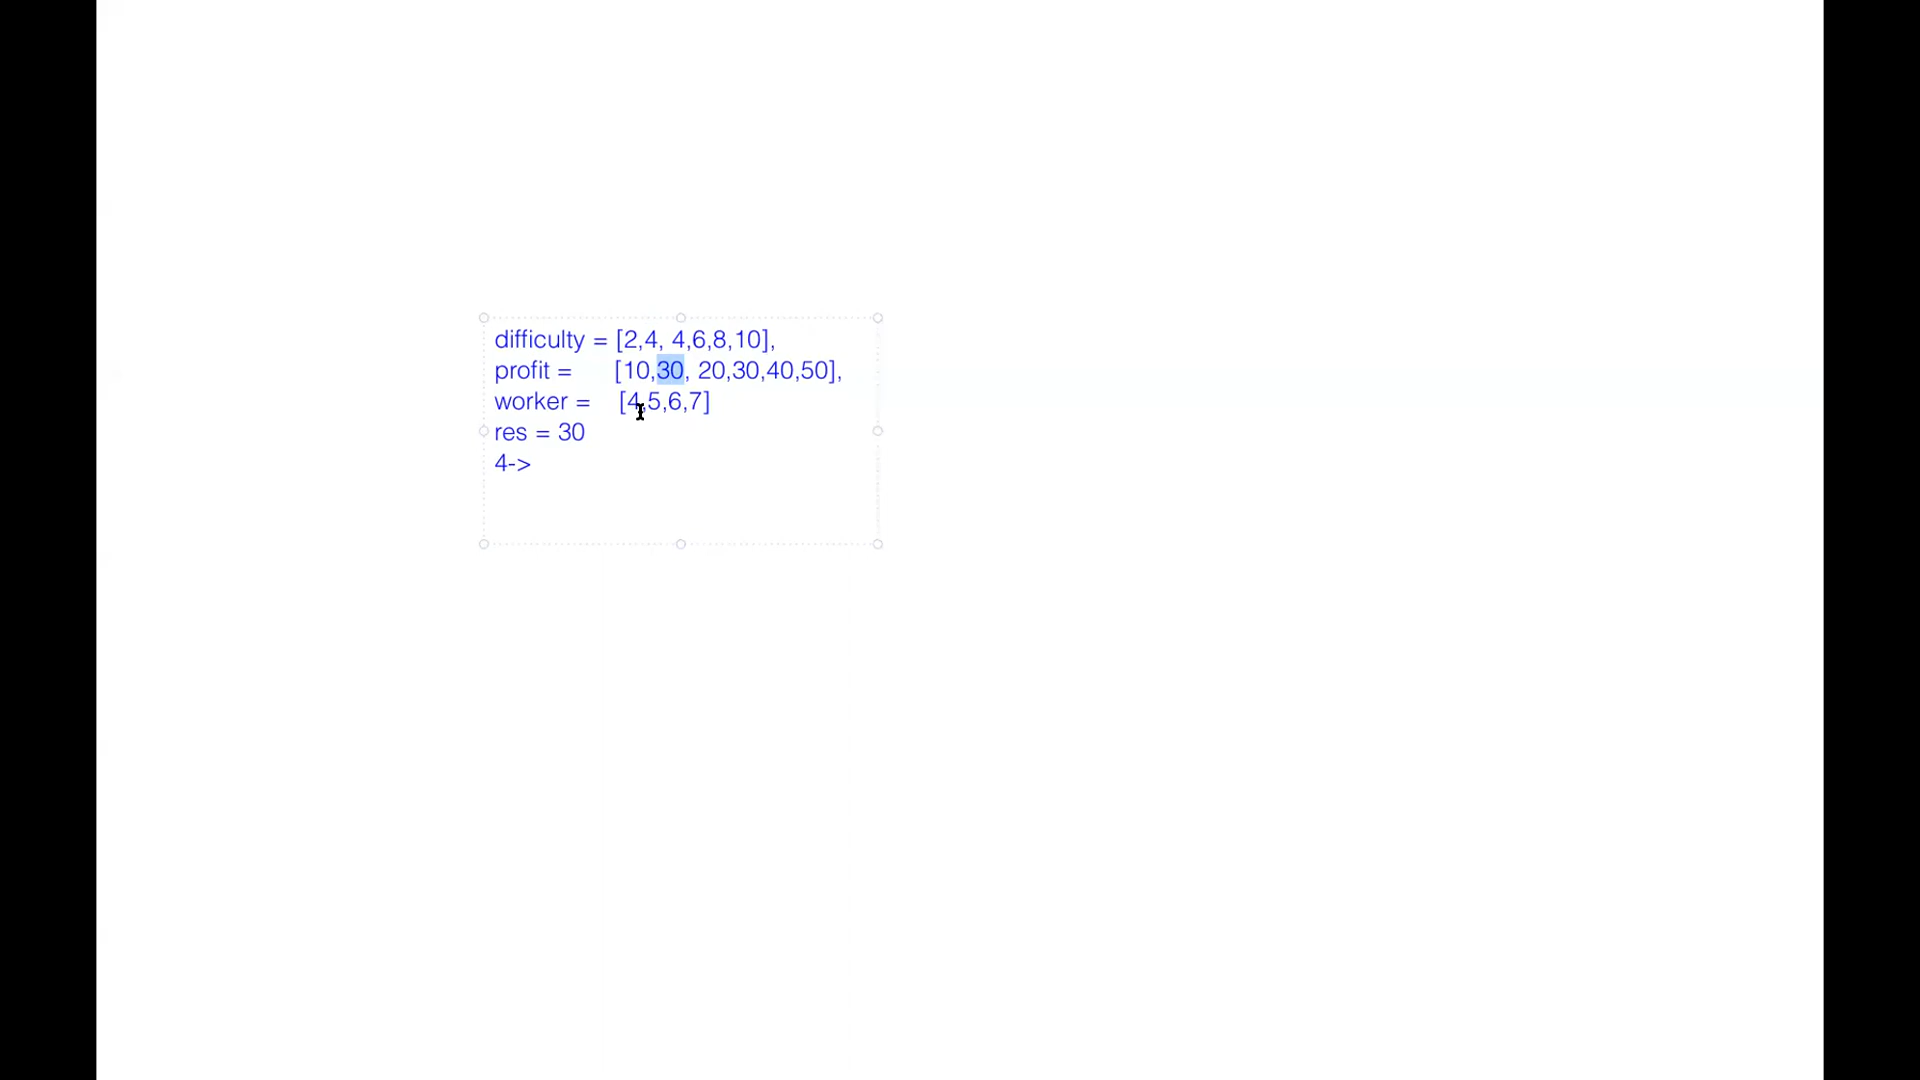 difficulty = [2,4, 4,6,8,10],
profit = [10,30, 20,30,40,50],
worker = [4,5,6,7]
res = 30
4->